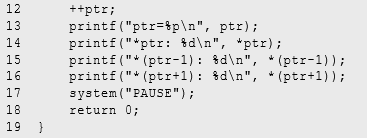 12 ++ptr;
13 printf("ptr=%p\n", ptr);
14 printf("*ptr: %d\n", *ptr);
15 printf("*(ptr-1): %d\n", *(ptr-1));
16 printf("*(ptr+1): %d\n", *(ptr+1));
17 system("PAUSE");
18 return 0;
19 }